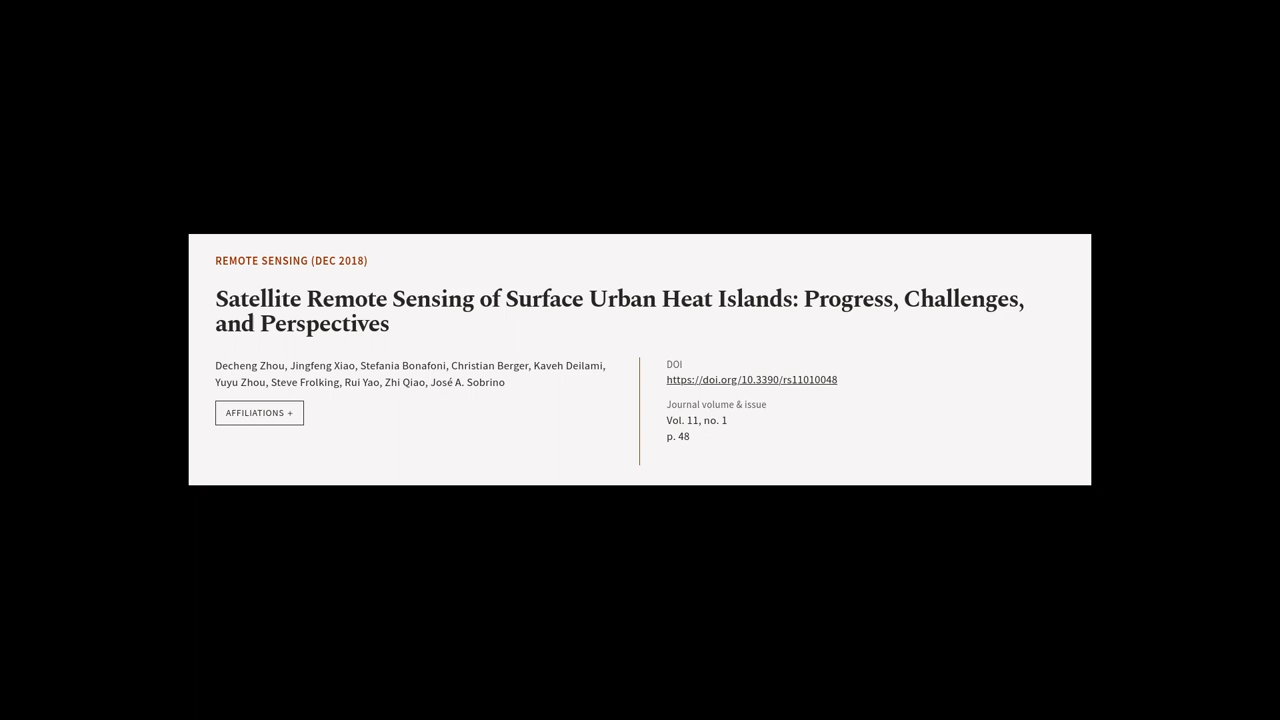 REMOTE SENSING (DEC 2018)
Satellite Remote Sensing of Surface Urban Heat Islands: Progress, Challenges,
and Perspectives
Decheng Zhou, Jingfeng Xiao, Stefania Bonafoni, Christian Berger, Kaveh Deilami,
Yuyu Zhou, Steve Frolking, Rui Yao, Zhi Qiao, José A. Sobrino
AFFILIATIONS +
DOI
https://doi.org/10.3390/rs11010048
Journal volume & issue
Vol. 11, no. 1
p. 48